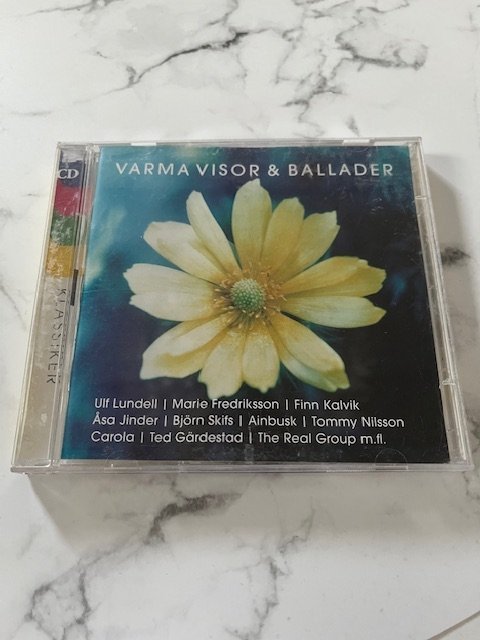 CD
VARMA VISOR & BALLADER
KLASSIKER
Ulf Lundell | Marie Fredriksson | Finn Kalvik
Åsa Jinder | Björn Skifs | Ainbusk | Tommy Nilsson
Carola | Ted Gärdestad | The Real Group m.fl.